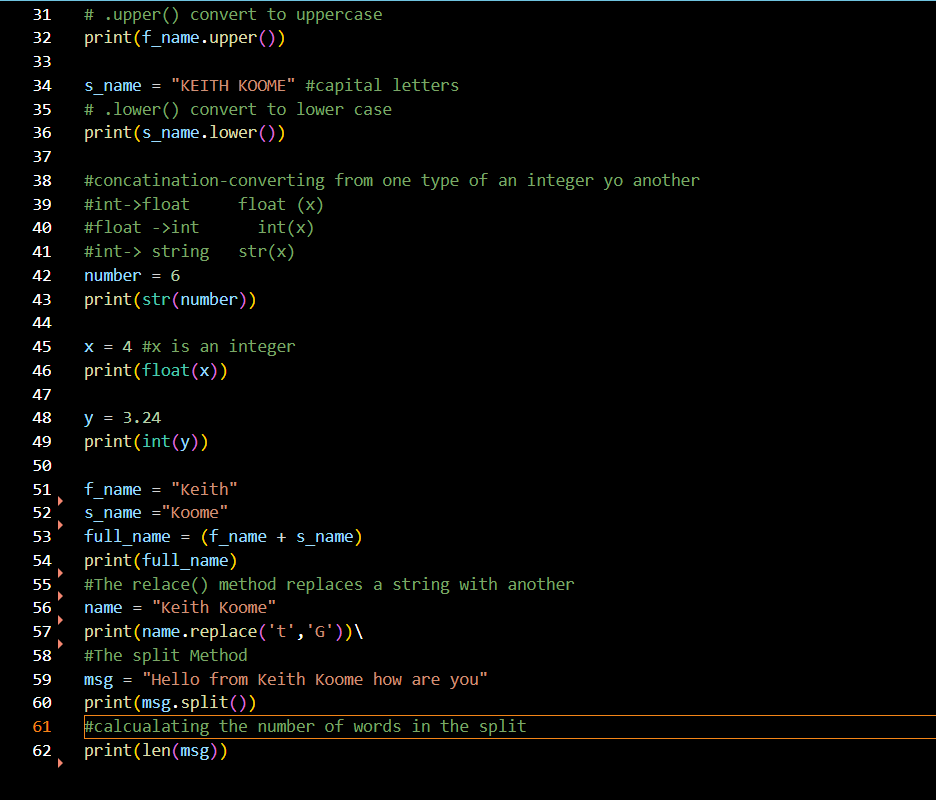 31 # .upper() convert to uppercase
32 print(f_name.upper())
33
34 s_name = "KEITH KOOME" #capital letters
35 # .lower() convert to lower case
36 print(s_name.lower())
37
38 #concatination-converting from one type of an integer yo another
39 #int->float     float (x)
40 #float ->int      int(x)
41 #int-> string   str(x)
42 number = 6
43 print(str(number))
44
45 x = 4 #x is an integer
46 print(float(x))
47
48 y = 3.24
49 print(int(y))
50
51 f_name = "Keith"
52 s_name ="Koome"
53 full_name = (f_name + s_name)
54 print(full_name)
55 #The relace() method replaces a string with another
56 name = "Keith Koome"
57 print(name.replace('t','G'))\
58 #The split Method
59 msg = "Hello from Keith Koome how are you"
60 print(msg.split())
61 #calcualating the number of words in the split
62 print(len(msg))